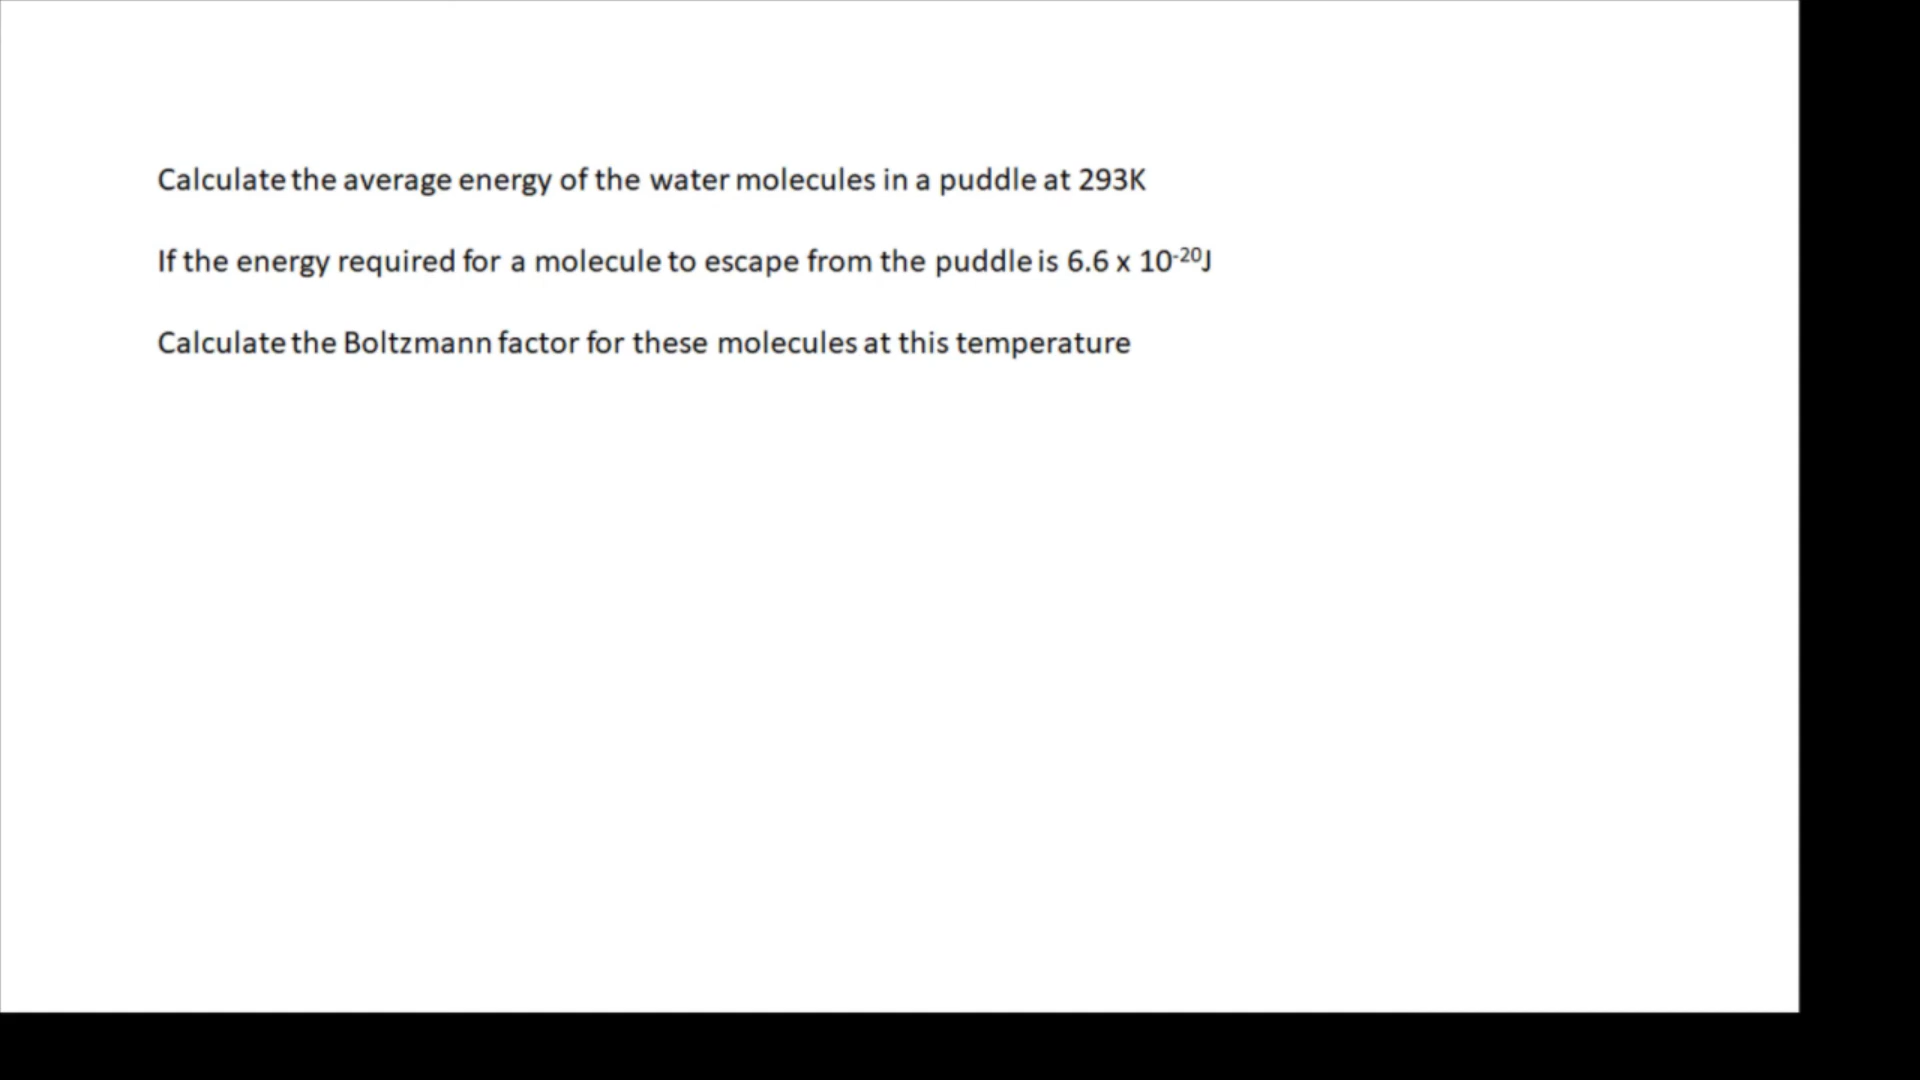 Calculate the average energy of the water molecules in a puddle at 293K
If the energy required for a molecule to escape from the puddle is 6.6 x 10⁻²⁰J
Calculate the Boltzmann factor for these molecules at this temperature